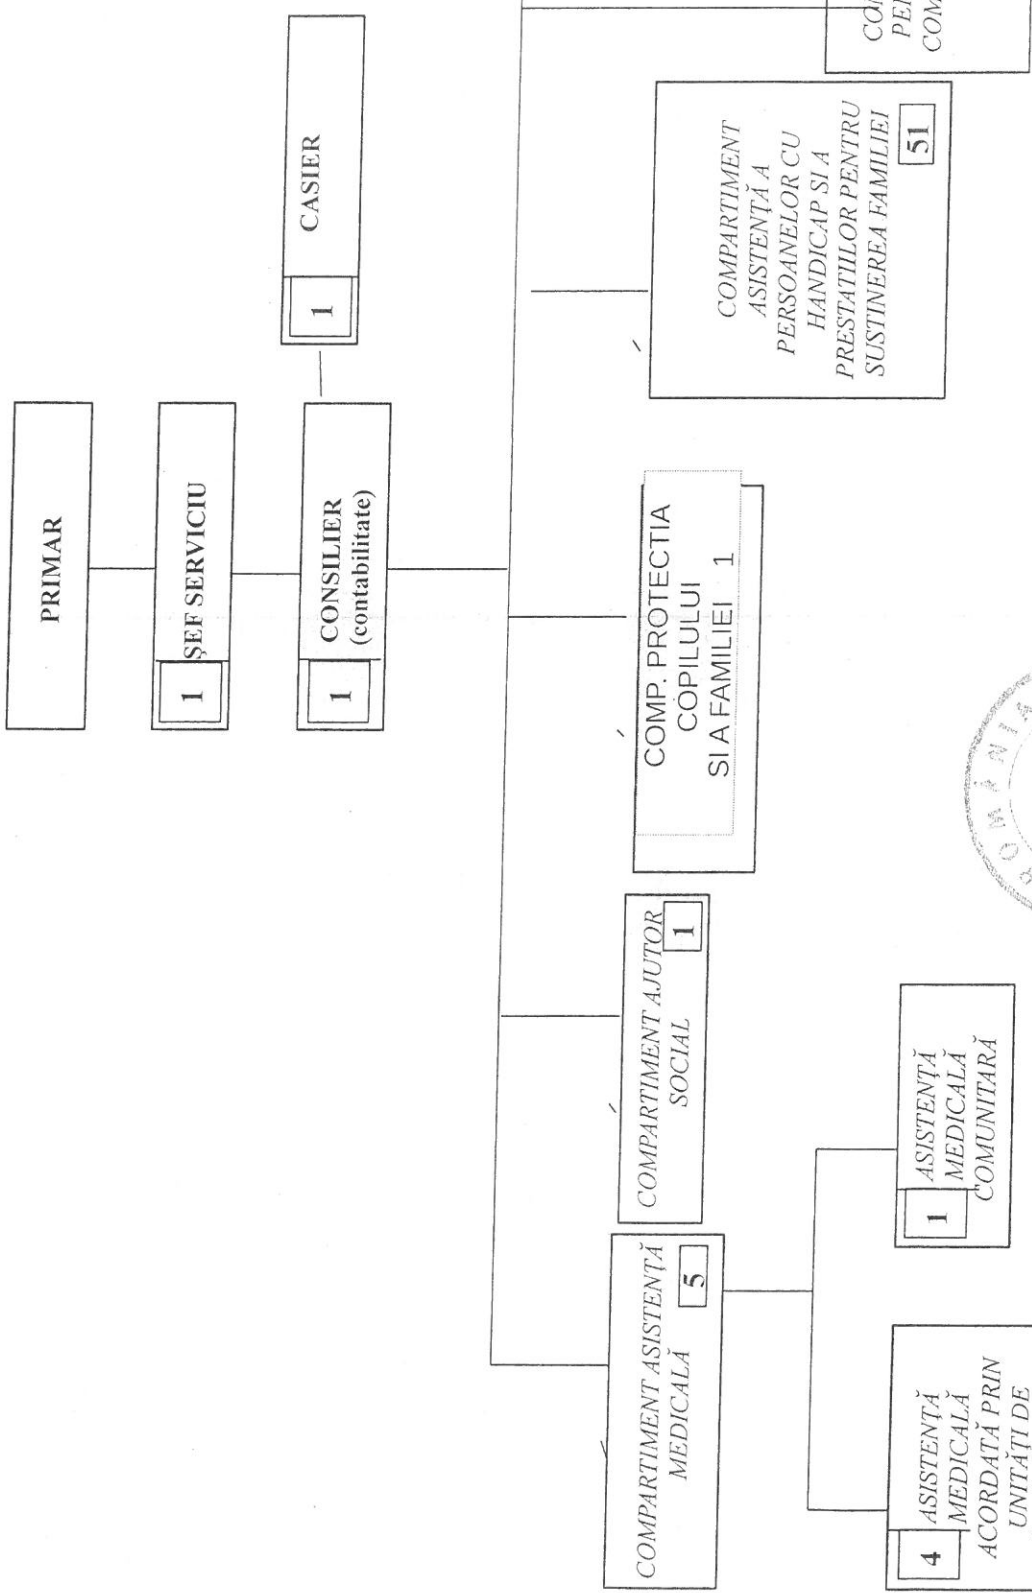 PRIMAR
1
ŞEF SERVICIU
1
CONSILIER
(contabilitate)
1
CASIER
COMPARTIMENT ASISTENŢĂ
MEDICALĂ
5
COMPARTIMENT AJUTOR
SOCIAL
1
COMP. PROTECTIA
COPILULUI
SI A FAMILIEI 1
COMPARTIMENT
ASISTENŢĂ A
PERSOANELOR CU
HANDICAP SI A
PRESTATIILOR PENTRU
SUSTINEREA FAMILIEI
51
4
ASISTENŢĂ
MEDICALĂ
ACORDATĂ PRIN
UNITĂŢI DE
1
ASISTENŢĂ
MEDICALĂ
COMUNITARĂ
ROMÂNIA